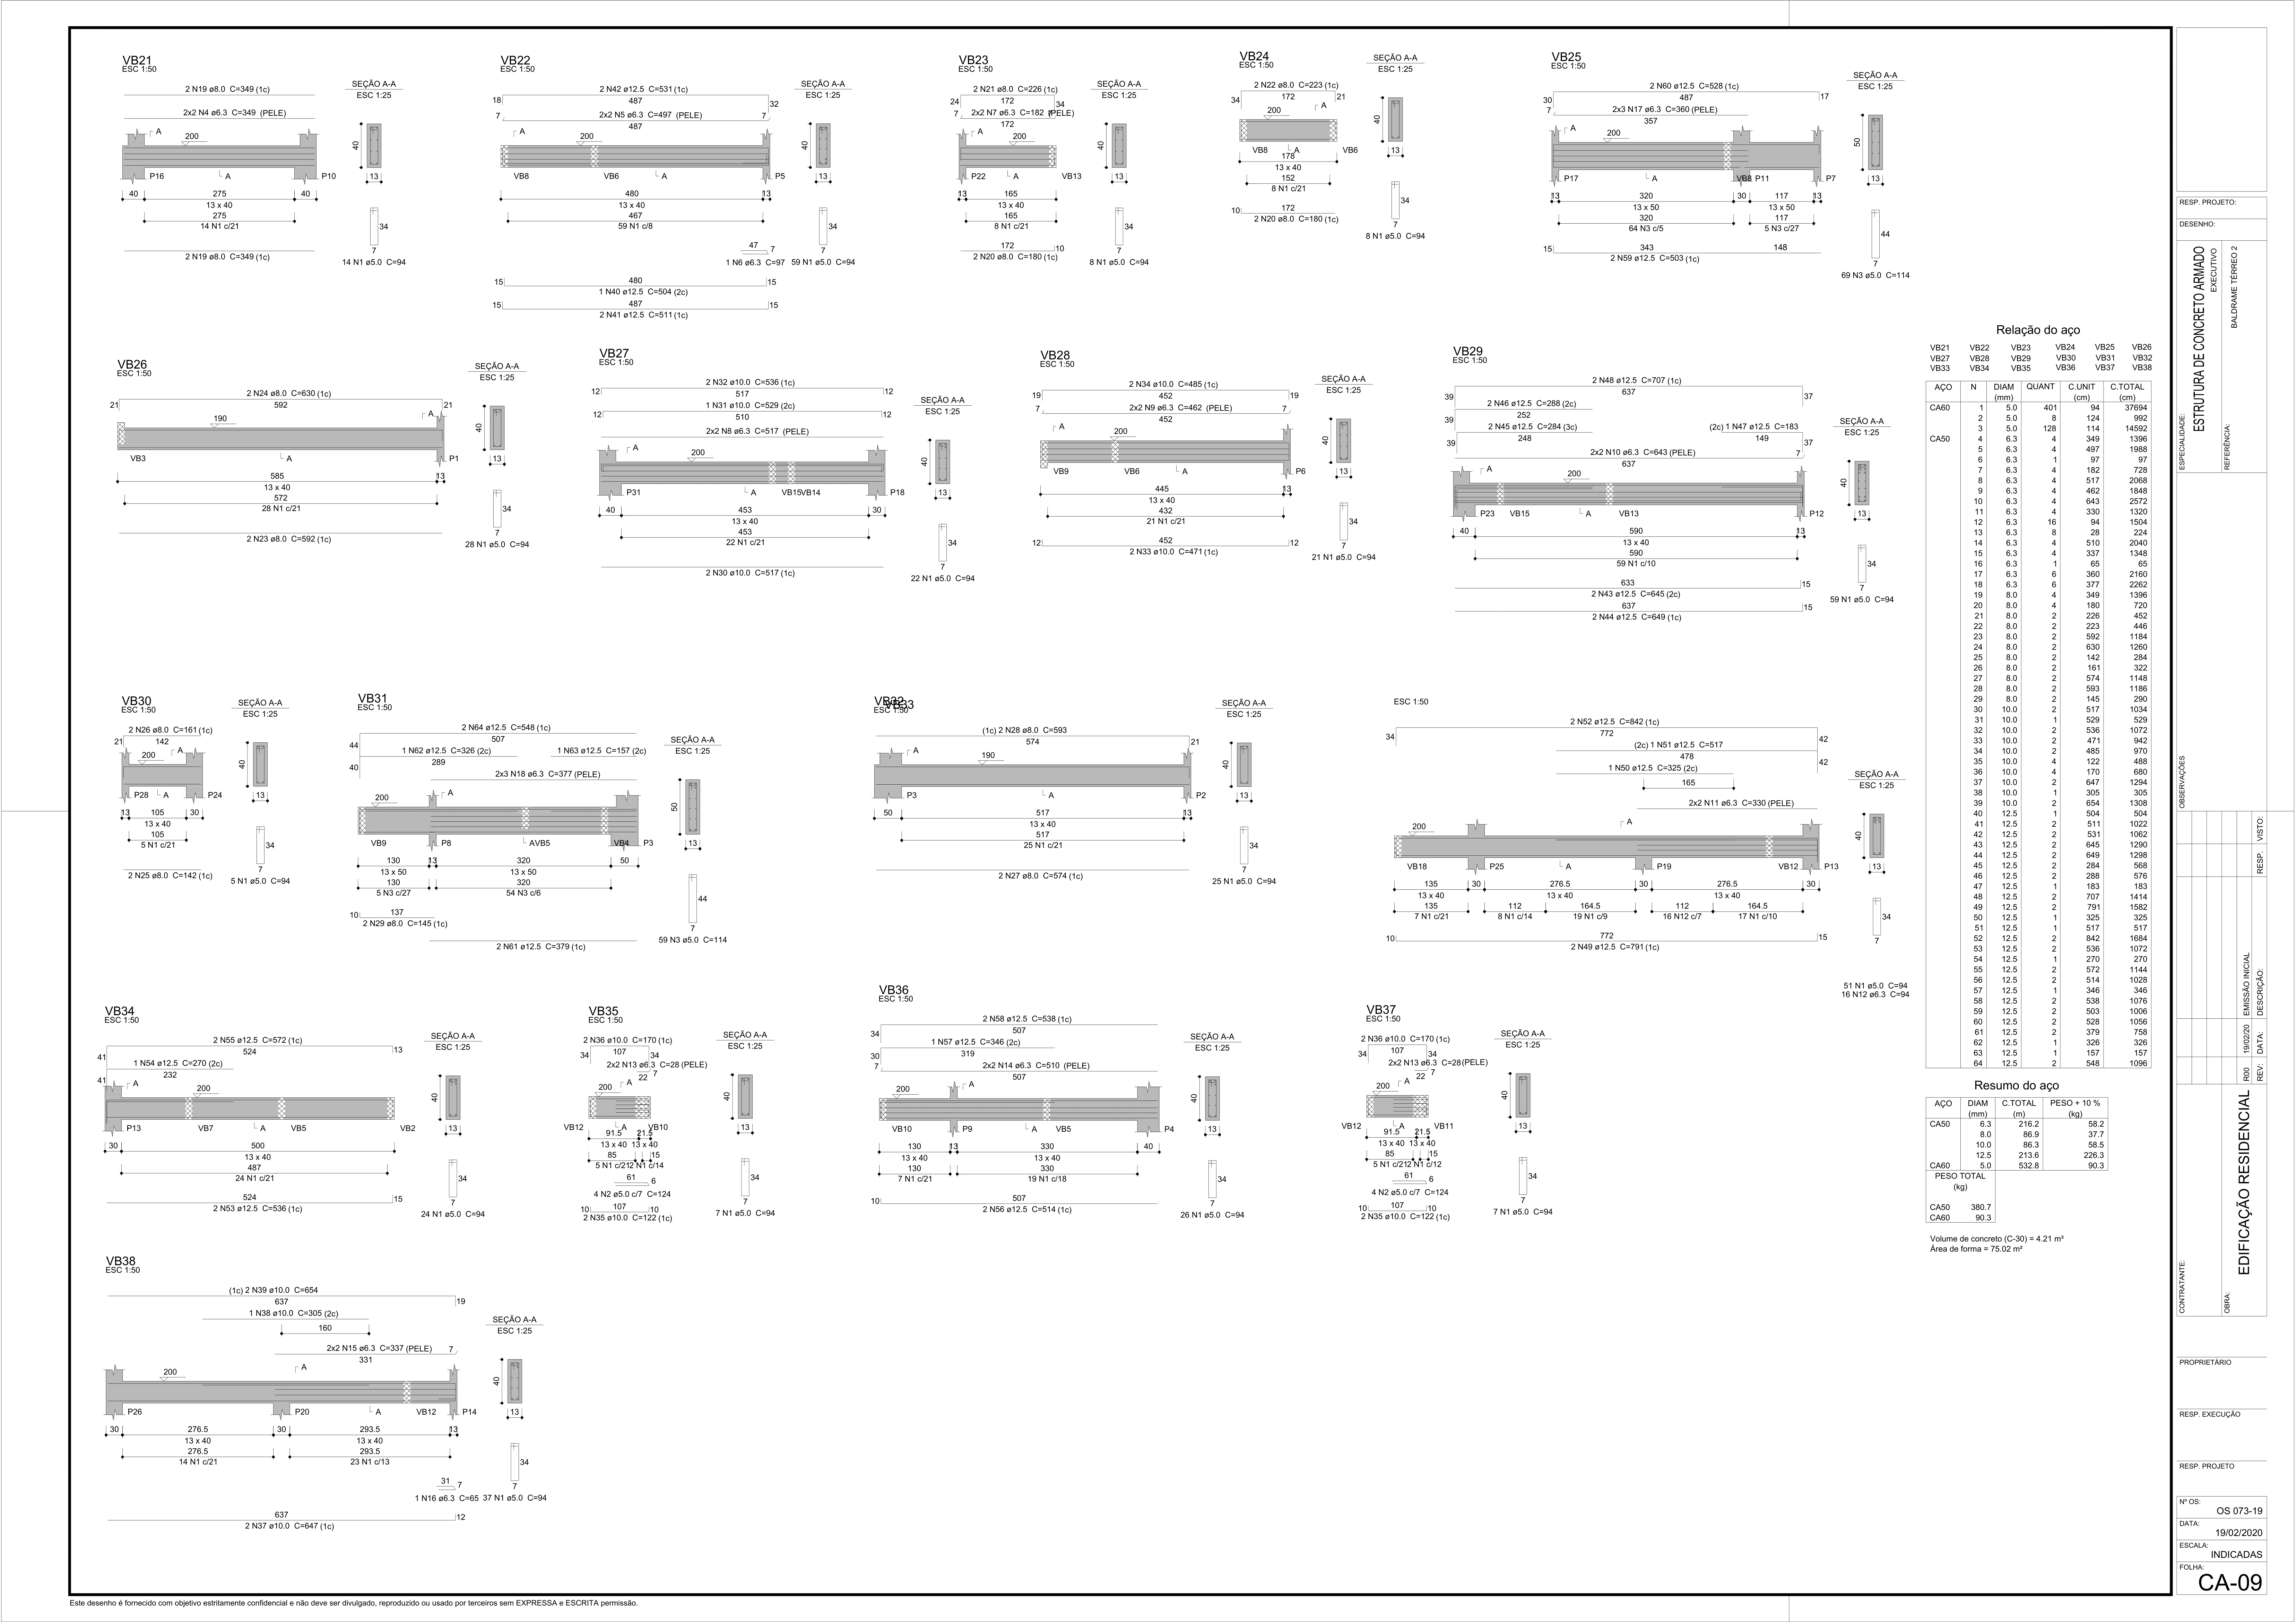 VB21
ESC 1:50
2 N19 ø8.0 C=349 (1c)
2x2 N4 ø6.3 C=349 (PELE)
A
200
P16
A
P10
40
275
40
13 x 40
275
14 N1 c/21
2 N19 ø8.0 C=349 (1c)
SEÇÃO A-A
ESC 1:25
40
13
34
7
14 N1 ø5.0 C=94
VB22
ESC 1:50
2 N42 ø12.5 C=531 (1c)
18
487
32
2x2 N5 ø6.3 C=497 (PELE)
7
487
7
A
200
VB8
VB6
A
P5
480
13
13 x 40
467
59 N1 c/8
47
7
1 N6 ø6.3 C=97
480
15
15
1 N40 ø12.5 C=504 (2c)
487
15
15
2 N41 ø12.5 C=511 (1c)
SEÇÃO A-A
ESC 1:25
40
13
34
7
59 N1 ø5.0 C=94
VB23
ESC 1:50
2 N21 ø8.0 C=226 (1c)
24
172
34
2x2 N7 ø6.3 C=182 (PELE)
7
172
A
200
P22
A
VB13
13
165
13 x 40
165
8 N1 c/21
172
10
2 N20 ø8.0 C=180 (1c)
SEÇÃO A-A
ESC 1:25
40
13
34
7
8 N1 ø5.0 C=94
VB24
ESC 1:50
2 N22 ø8.0 C=223 (1c)
34
172
21
200
A
VB8
A
VB6
178
13 x 40
152
8 N1 c/21
172
10
2 N20 ø8.0 C=180 (1c)
SEÇÃO A-A
ESC 1:25
40
13
34
7
8 N1 ø5.0 C=94
VB25
ESC 1:50
2 N60 ø12.5 C=528 (1c)
30
487
17
2x3 N17 ø6.3 C=360 (PELE)
7
357
A
200
P17
A
VB8
P11
P7
13
320
30
117
13
13 x 50
13 x 50
320
117
64 N3 c/5
5 N3 c/27
15
343
148
2 N59 ø12.5 C=503 (1c)
SEÇÃO A-A
ESC 1:25
50
13
44
7
69 N3 ø5.0 C=114
VB26
ESC 1:50
2 N24 ø8.0 C=630 (1c)
21
592
21
190
A
VB3
A
P1
585
13
13 x 40
572
28 N1 c/21
2 N23 ø8.0 C=592 (1c)
SEÇÃO A-A
ESC 1:25
40
13
34
7
28 N1 ø5.0 C=94
VB27
ESC 1:50
2 N32 ø10.0 C=536 (1c)
12
517
12
1 N31 ø10.0 C=529 (2c)
12
510
12
2x2 N8 ø6.3 C=517 (PELE)
A
200
P31
A
VB15
VB14
P18
40
453
30
13 x 40
453
22 N1 c/21
2 N30 ø10.0 C=517 (1c)
SEÇÃO A-A
ESC 1:25
40
13
34
7
22 N1 ø5.0 C=94
VB28
ESC 1:50
2 N34 ø10.0 C=485 (1c)
19
452
19
2x2 N9 ø6.3 C=462 (PELE)
7
452
7
A
200
VB9
VB6
A
P6
445
13
13 x 40
432
21 N1 c/21
12
452
12
2 N33 ø10.0 C=471 (1c)
SEÇÃO A-A
ESC 1:25
40
13
34
7
21 N1 ø5.0 C=94
VB29
ESC 1:50
2 N48 ø12.5 C=707 (1c)
39
637
37
2 N46 ø12.5 C=288 (2c)
39
252
2 N45 ø12.5 C=284 (3c)
(2c) 1 N47 ø12.5 C=183
39
248
149
37
2x2 N10 ø6.3 C=643 (PELE)
637
7
A
200
P23
VB15
A
VB13
P12
40
590
13
13 x 40
590
59 N1 c/10
633
15
2 N43 ø12.5 C=645 (2c)
637
15
2 N44 ø12.5 C=649 (1c)
SEÇÃO A-A
ESC 1:25
40
13
34
7
59 N1 ø5.0 C=94
VB30
ESC 1:50
2 N26 ø8.0 C=161 (1c)
21
142
200
A
P28
A
P24
13
105
30
13 x 40
105
5 N1 c/21
2 N25 ø8.0 C=142 (1c)
SEÇÃO A-A
ESC 1:25
40
13
34
7
5 N1 ø5.0 C=94
VB31
ESC 1:50
2 N64 ø12.5 C=548 (1c)
44
507
1 N62 ø12.5 C=326 (2c)
1 N63 ø12.5 C=157 (2c)
40
289
2x3 N18 ø6.3 C=377 (PELE)
200
A
VB9
P8
A
VB5
VB4
P3
130
13
320
50
13 x 50
13 x 50
130
320
5 N3 c/27
54 N3 c/6
10
137
2 N29 ø8.0 C=145 (1c)
2 N61 ø12.5 C=379 (1c)
SEÇÃO A-A
ESC 1:25
50
13
44
7
59 N3 ø5.0 C=114
VB32
VB33
ESC 1:50
(1c) 2 N28 ø8.0 C=593
574
21
A
190
P3
A
P2
50
517
13
13 x 40
517
25 N1 c/21
2 N27 ø8.0 C=574 (1c)
SEÇÃO A-A
ESC 1:25
40
13
34
7
25 N1 ø5.0 C=94
ESC 1:50
2 N52 ø12.5 C=842 (1c)
34
772
42
(2c) 1 N51 ø12.5 C=517
478
42
1 N50 ø12.5 C=325 (2c)
165
2x2 N11 ø6.3 C=330 (PELE)
200
A
VB18
P25
A
P19
VB12
P13
135
30
276.5
30
276.5
30
13 x 40
13 x 40
13 x 40
135
112
164.5
112
164.5
7 N1 c/21
8 N1 c/14
19 N1 c/9
16 N12 c/7
17 N1 c/10
10
772
15
2 N49 ø12.5 C=791 (1c)
SEÇÃO A-A
ESC 1:25
40
13
34
7
51 N1 ø5.0 C=94
16 N12 ø6.3 C=94
VB34
ESC 1:50
2 N55 ø12.5 C=572 (1c)
41
524
13
1 N54 ø12.5 C=270 (2c)
41
232
A
200
P13
VB7
A
VB5
VB2
30
500
13 x 40
487
24 N1 c/21
524
15
2 N53 ø12.5 C=536 (1c)
SEÇÃO A-A
ESC 1:25
40
13
34
7
24 N1 ø5.0 C=94
VB35
ESC 1:50
2 N36 ø10.0 C=170 (1c)
34
107
34
2x2 N13 ø6.3 C=28 (PELE)
22
7
200
A
VB12
A
VB10
91.5
21.5
13 x 40
13 x 40
85
15
5 N1 c/21
2 N1 c/14
61
6
4 N2 ø5.0 c/7 C=124
10
107
10
2 N35 ø10.0 C=122 (1c)
SEÇÃO A-A
ESC 1:25
40
13
34
7
7 N1 ø5.0 C=94
VB36
ESC 1:50
2 N58 ø12.5 C=538 (1c)
34
507
1 N57 ø12.5 C=346 (2c)
30
319
2x2 N14 ø6.3 C=510 (PELE)
7
507
200
A
VB10
P9
A
VB5
P4
130
13
330
40
13 x 40
13 x 40
130
330
7 N1 c/21
19 N1 c/18
10
507
2 N56 ø12.5 C=514 (1c)
SEÇÃO A-A
ESC 1:25
40
13
34
7
26 N1 ø5.0 C=94
VB37
ESC 1:50
2 N36 ø10.0 C=170 (1c)
34
107
34
2x2 N13 ø6.3 C=28 (PELE)
22
7
200
A
VB12
A
VB11
91.5
21.5
13 x 40
13 x 40
85
15
5 N1 c/21
2 N1 c/12
61
6
4 N2 ø5.0 c/7 C=124
10
107
10
2 N35 ø10.0 C=122 (1c)
SEÇÃO A-A
ESC 1:25
40
13
34
7
7 N1 ø5.0 C=94
VB38
ESC 1:50
(1c) 2 N39 ø10.0 C=654
637
19
1 N38 ø10.0 C=305 (2c)
160
2x2 N15 ø6.3 C=337 (PELE)
7
331
200
A
P26
P20
A
VB12
P14
30
276.5
30
293.5
13
13 x 40
13 x 40
276.5
293.5
14 N1 c/21
23 N1 c/13
31
7
1 N16 ø6.3 C=65
637
12
2 N37 ø10.0 C=647 (1c)
SEÇÃO A-A
ESC 1:25
40
13
34
7
37 N1 ø5.0 C=94
Relação do aço
VB21 VB22 VB23 VB24 VB25 VB26
VB27 VB28 VB29 VB30 VB31 VB32
VB33 VB34 VB35 VB36 VB37 VB38
AÇO N DIAM QUANT C.UNIT C.TOTAL
(mm) (cm) (cm)
CA60 1 5.0 401 94 37694
2 5.0 8 124 992
3 5.0 128 114 14592
CA50 4 6.3 4 349 1396
5 6.3 4 497 1988
6 6.3 1 97 97
7 6.3 4 182 728
8 6.3 4 517 2068
9 6.3 4 462 1848
10 6.3 4 643 2572
11 6.3 4 330 1320
12 6.3 16 94 1504
13 6.3 8 28 224
14 6.3 4 510 2040
15 6.3 4 337 1348
16 6.3 1 65 65
17 6.3 6 360 2160
18 6.3 6 377 2262
19 8.0 4 349 1396
20 8.0 4 180 720
21 8.0 2 226 452
22 8.0 2 223 446
23 8.0 2 592 1184
24 8.0 2 630 1260
25 8.0 2 142 284
26 8.0 2 161 322
27 8.0 2 574 1148
28 8.0 2 593 1186
29 8.0 2 145 290
30 10.0 2 517 1034
31 10.0 1 529 529
32 10.0 2 536 1072
33 10.0 2 471 942
34 10.0 2 485 970
35 10.0 4 122 488
36 10.0 4 170 680
37 10.0 2 647 1294
38 10.0 1 305 305
39 10.0 2 654 1308
40 12.5 1 504 504
41 12.5 2 511 1022
42 12.5 2 531 1062
43 12.5 2 645 1290
44 12.5 2 649 1298
45 12.5 2 284 568
46 12.5 2 288 576
47 12.5 1 183 183
48 12.5 2 707 1414
49 12.5 2 791 1582
50 12.5 1 325 325
51 12.5 1 517 517
52 12.5 2 842 1684
53 12.5 2 536 1072
54 12.5 1 270 270
55 12.5 2 572 1144
56 12.5 2 514 1028
57 12.5 1 346 346
58 12.5 2 538 1076
59 12.5 2 503 1006
60 12.5 2 528 1056
61 12.5 2 379 758
62 12.5 1 326 326
63 12.5 1 157 157
64 12.5 2 548 1096
Resumo do aço
AÇO DIAM C.TOTAL PESO + 10 %
(mm) (m) (kg)
CA50 6.3 216.2 58.2
8.0 86.9 37.7
10.0 86.3 58.5
12.5 213.6 226.3
CA60 5.0 532.8 90.3
PESO TOTAL
(kg)
CA50 380.7
CA60 90.3
Volume de concreto (C-30) = 4.21 m³
Área de forma = 75.02 m²
RESP. PROJETO:
DESENHO:
ESPECIALIDADE:
ESTRUTURA DE CONCRETO ARMADO
EXECUTIVO
REFERÊNCIA:
BALDRAME TÉRREO 2
OBSERVAÇÕES
R00 19/02/20 EMISSÃO INICIAL
REV: DATA: DESCRIÇÃO: RESP. VISTO:
CONTRATANTE:
OBRA:
EDIFICAÇÃO RESIDENCIAL
PROPRIETÁRIO
RESP. EXECUÇÃO
RESP. PROJETO
Nº OS:
OS 073-19
DATA:
19/02/2020
ESCALA:
INDICADAS
FOLHA:
CA-09
Este desenho é fornecido com objetivo estritamente confidencial e não deve ser divulgado, reproduzido ou usado por terceiros sem EXPRESSA e ESCRITA permissão.